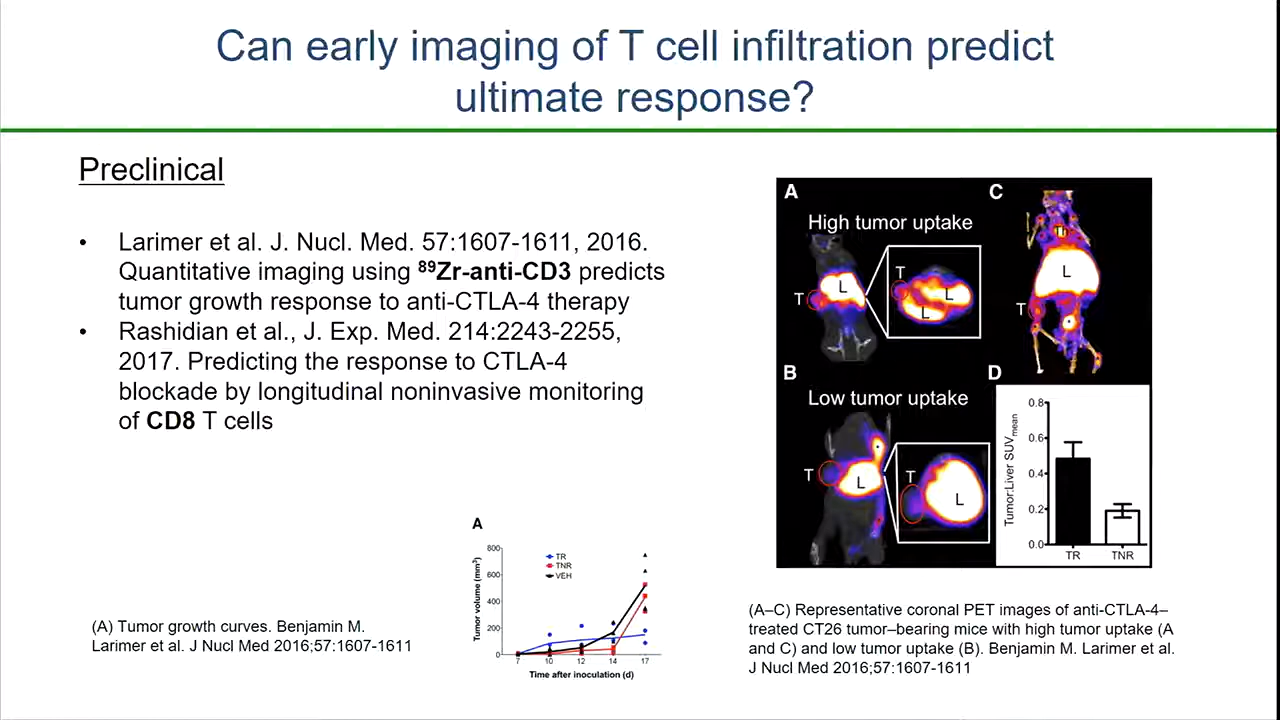 Can early imaging of T cell infiltration predict
ultimate response?
Preclinical
• Larimer et al. J. Nucl. Med. 57:1607-1611, 2016.
Quantitative imaging using ⁸⁹Zr-anti-CD3 predicts
tumor growth response to anti-CTLA-4 therapy
• Rashidian et al., J. Exp. Med. 214:2243-2255,
2017. Predicting the response to CTLA-4
blockade by longitudinal noninvasive monitoring
of CD8 T cells
(A) Tumor growth curves. Benjamin M.
Larimer et al. J Nucl Med 2016;57:1607-1611
A
Tumor volume (mm³)
800
600
400
200
0
TR
TNR
VEH
7 10 12 14 17
Time after inoculation (d)
A
High tumor uptake
T
L
T
L
L
C
Th
L
T
*
B
Low tumor uptake
*
T
L
T
L
D
Tumor:Liver SUVmean
0.8
0.6
0.4
0.2
0.0
TR TNR
(A–C) Representative coronal PET images of anti-CTLA-4–
treated CT26 tumor–bearing mice with high tumor uptake (A
and C) and low tumor uptake (B). Benjamin M. Larimer et al.
J Nucl Med 2016;57:1607-1611